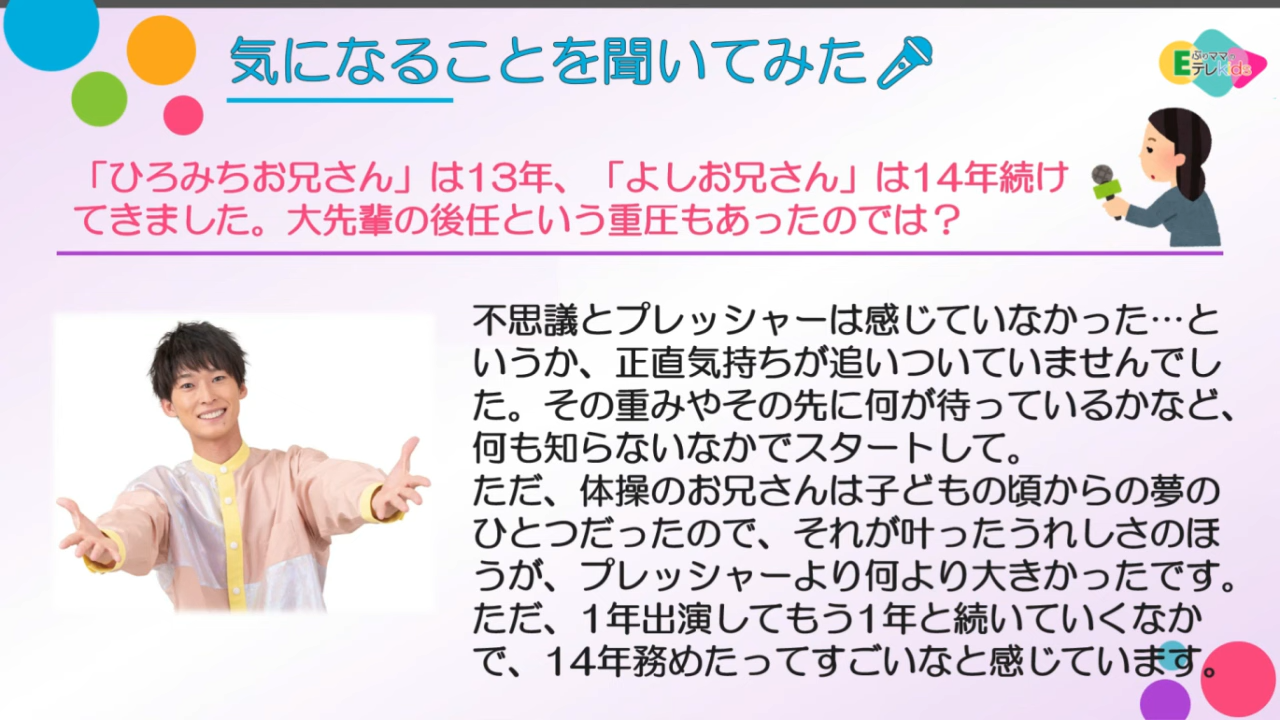 気になることを聞いてみた
ぷりママの
Eテレkids
「ひろみちお兄さん」は13年、「よしお兄さん」は14年続け
てきました。大先輩の後任という重圧もあったのでは？
不思議とプレッシャーは感じていなかった…と
いうか、正直気持ちが追いついていませんでし
た。その重みやその先に何が待っているかなど、
何も知らないなかでスタートして。
ただ、体操のお兄さんは子どもの頃からの夢の
ひとつだったので、それが叶ったうれしさのほ
うが、プレッシャーより何より大きかったです。
ただ、1年出演してもう1年と続いていくなか
で、14年務めたってすごいなと感じています。